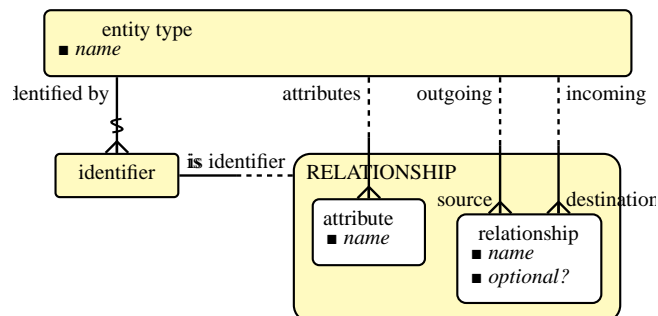 entity type
■ name
dentified by
attributes
outgoing
incoming
identifier
is identifier
RELATIONSHIP
attribute
■ name
source
destination
relationship
■ name
■ optional?